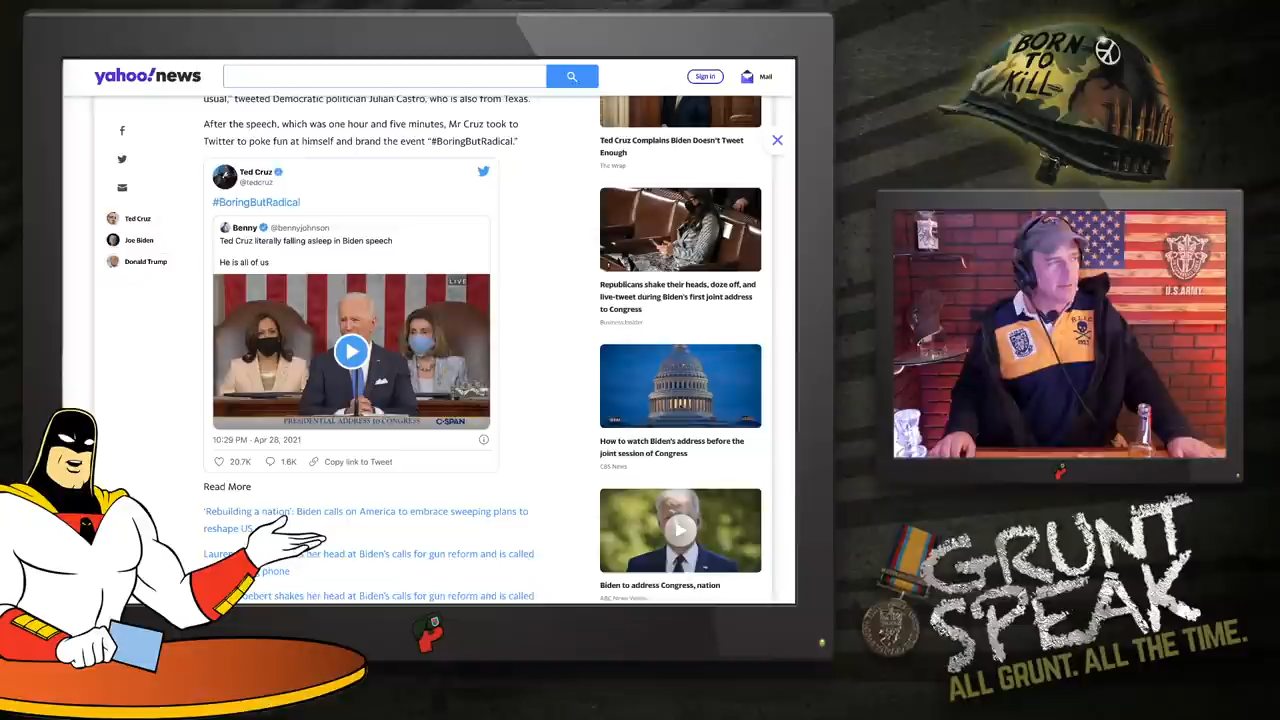 yahoo!news
Sign in
Mail
usual," tweeted Democratic politician Julian Castro, who is also from Texas.
After the speech, which was one hour and five minutes, Mr Cruz took to
Twitter to poke fun at himself and brand the event "#BoringButRadical."
Ted Cruz
@tedcruz
#BoringButRadical
Benny @bennyjohnson
Ted Cruz literally falling asleep in Biden speech
He is all of us
LIVE
PRESIDENTIAL ADDRESS to CONGRESS C-SPAN
10:29 PM · Apr 28, 2021
20.7K 1.6K Copy link to Tweet
Read More
'Rebuilding a nation': Biden calls on America to embrace sweeping plans to
reshape US
her head at Biden's calls for gun reform and is called
phone
shakes her head at Biden's calls for gun reform and is called
Ted Cruz
Joe Biden
Donald Trump
Ted Cruz Complains Biden Doesn't Tweet
Enough
The Wrap
Republicans shake their heads, doze off, and
live-tweet during Biden's first joint address
to Congress
Business Insider
How to watch Biden's address before the
joint session of Congress
CBS News
Biden to address Congress, nation
ABC News Videos
BORN
TO
KiLL
U.S. ARMY
GRUNT
SPEAK
ALL GRUNT. ALL THE TIME.